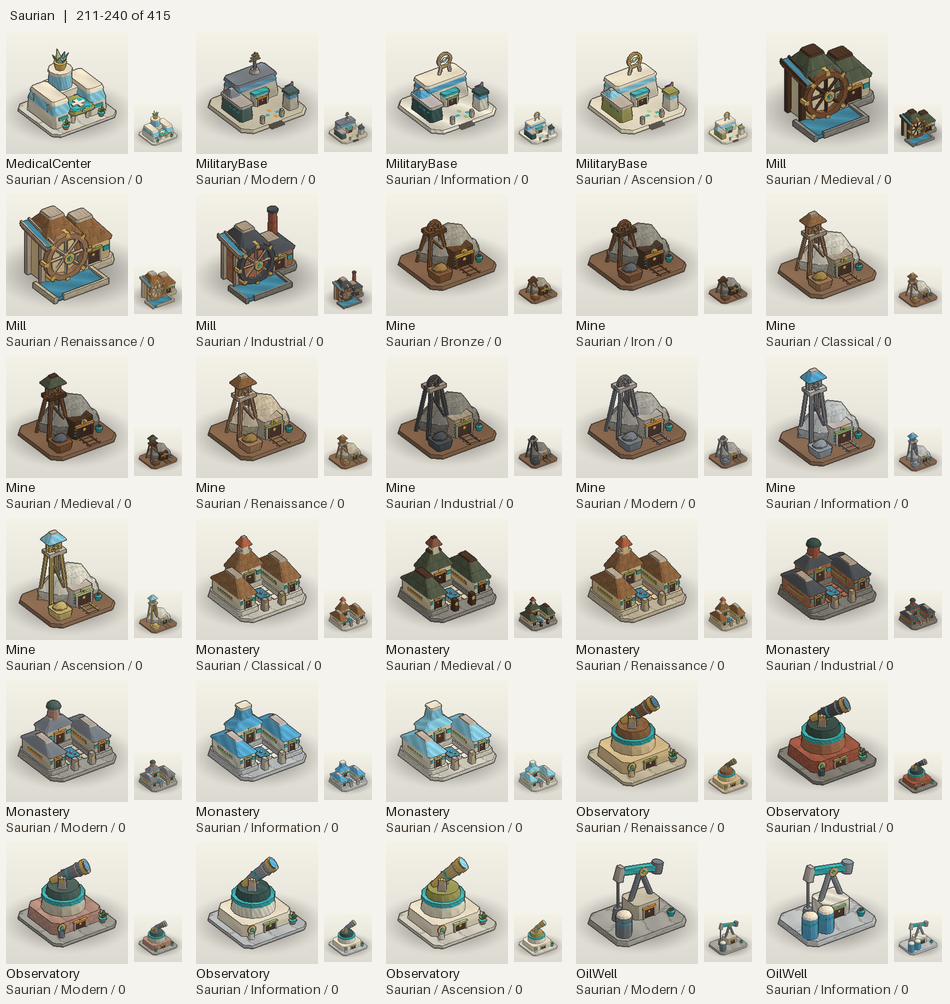 Saurian | 211-240 of 415
MedicalCenter
Saurian / Ascension / 0
MilitaryBase
Saurian / Modern / 0
MilitaryBase
Saurian / Information / 0
MilitaryBase
Saurian / Ascension / 0
Mill
Saurian / Medieval / 0
Mill
Saurian / Renaissance / 0
Mill
Saurian / Industrial / 0
Mine
Saurian / Bronze / 0
Mine
Saurian / Iron / 0
Mine
Saurian / Classical / 0
Mine
Saurian / Medieval / 0
Mine
Saurian / Renaissance / 0
Mine
Saurian / Industrial / 0
Mine
Saurian / Modern / 0
Mine
Saurian / Information / 0
Mine
Saurian / Ascension / 0
Monastery
Saurian / Classical / 0
Monastery
Saurian / Medieval / 0
Monastery
Saurian / Renaissance / 0
Monastery
Saurian / Industrial / 0
Monastery
Saurian / Modern / 0
Monastery
Saurian / Information / 0
Monastery
Saurian / Ascension / 0
Observatory
Saurian / Renaissance / 0
Observatory
Saurian / Industrial / 0
Observatory
Saurian / Modern / 0
Observatory
Saurian / Information / 0
Observatory
Saurian / Ascension / 0
OilWell
Saurian / Modern / 0
OilWell
Saurian / Information / 0